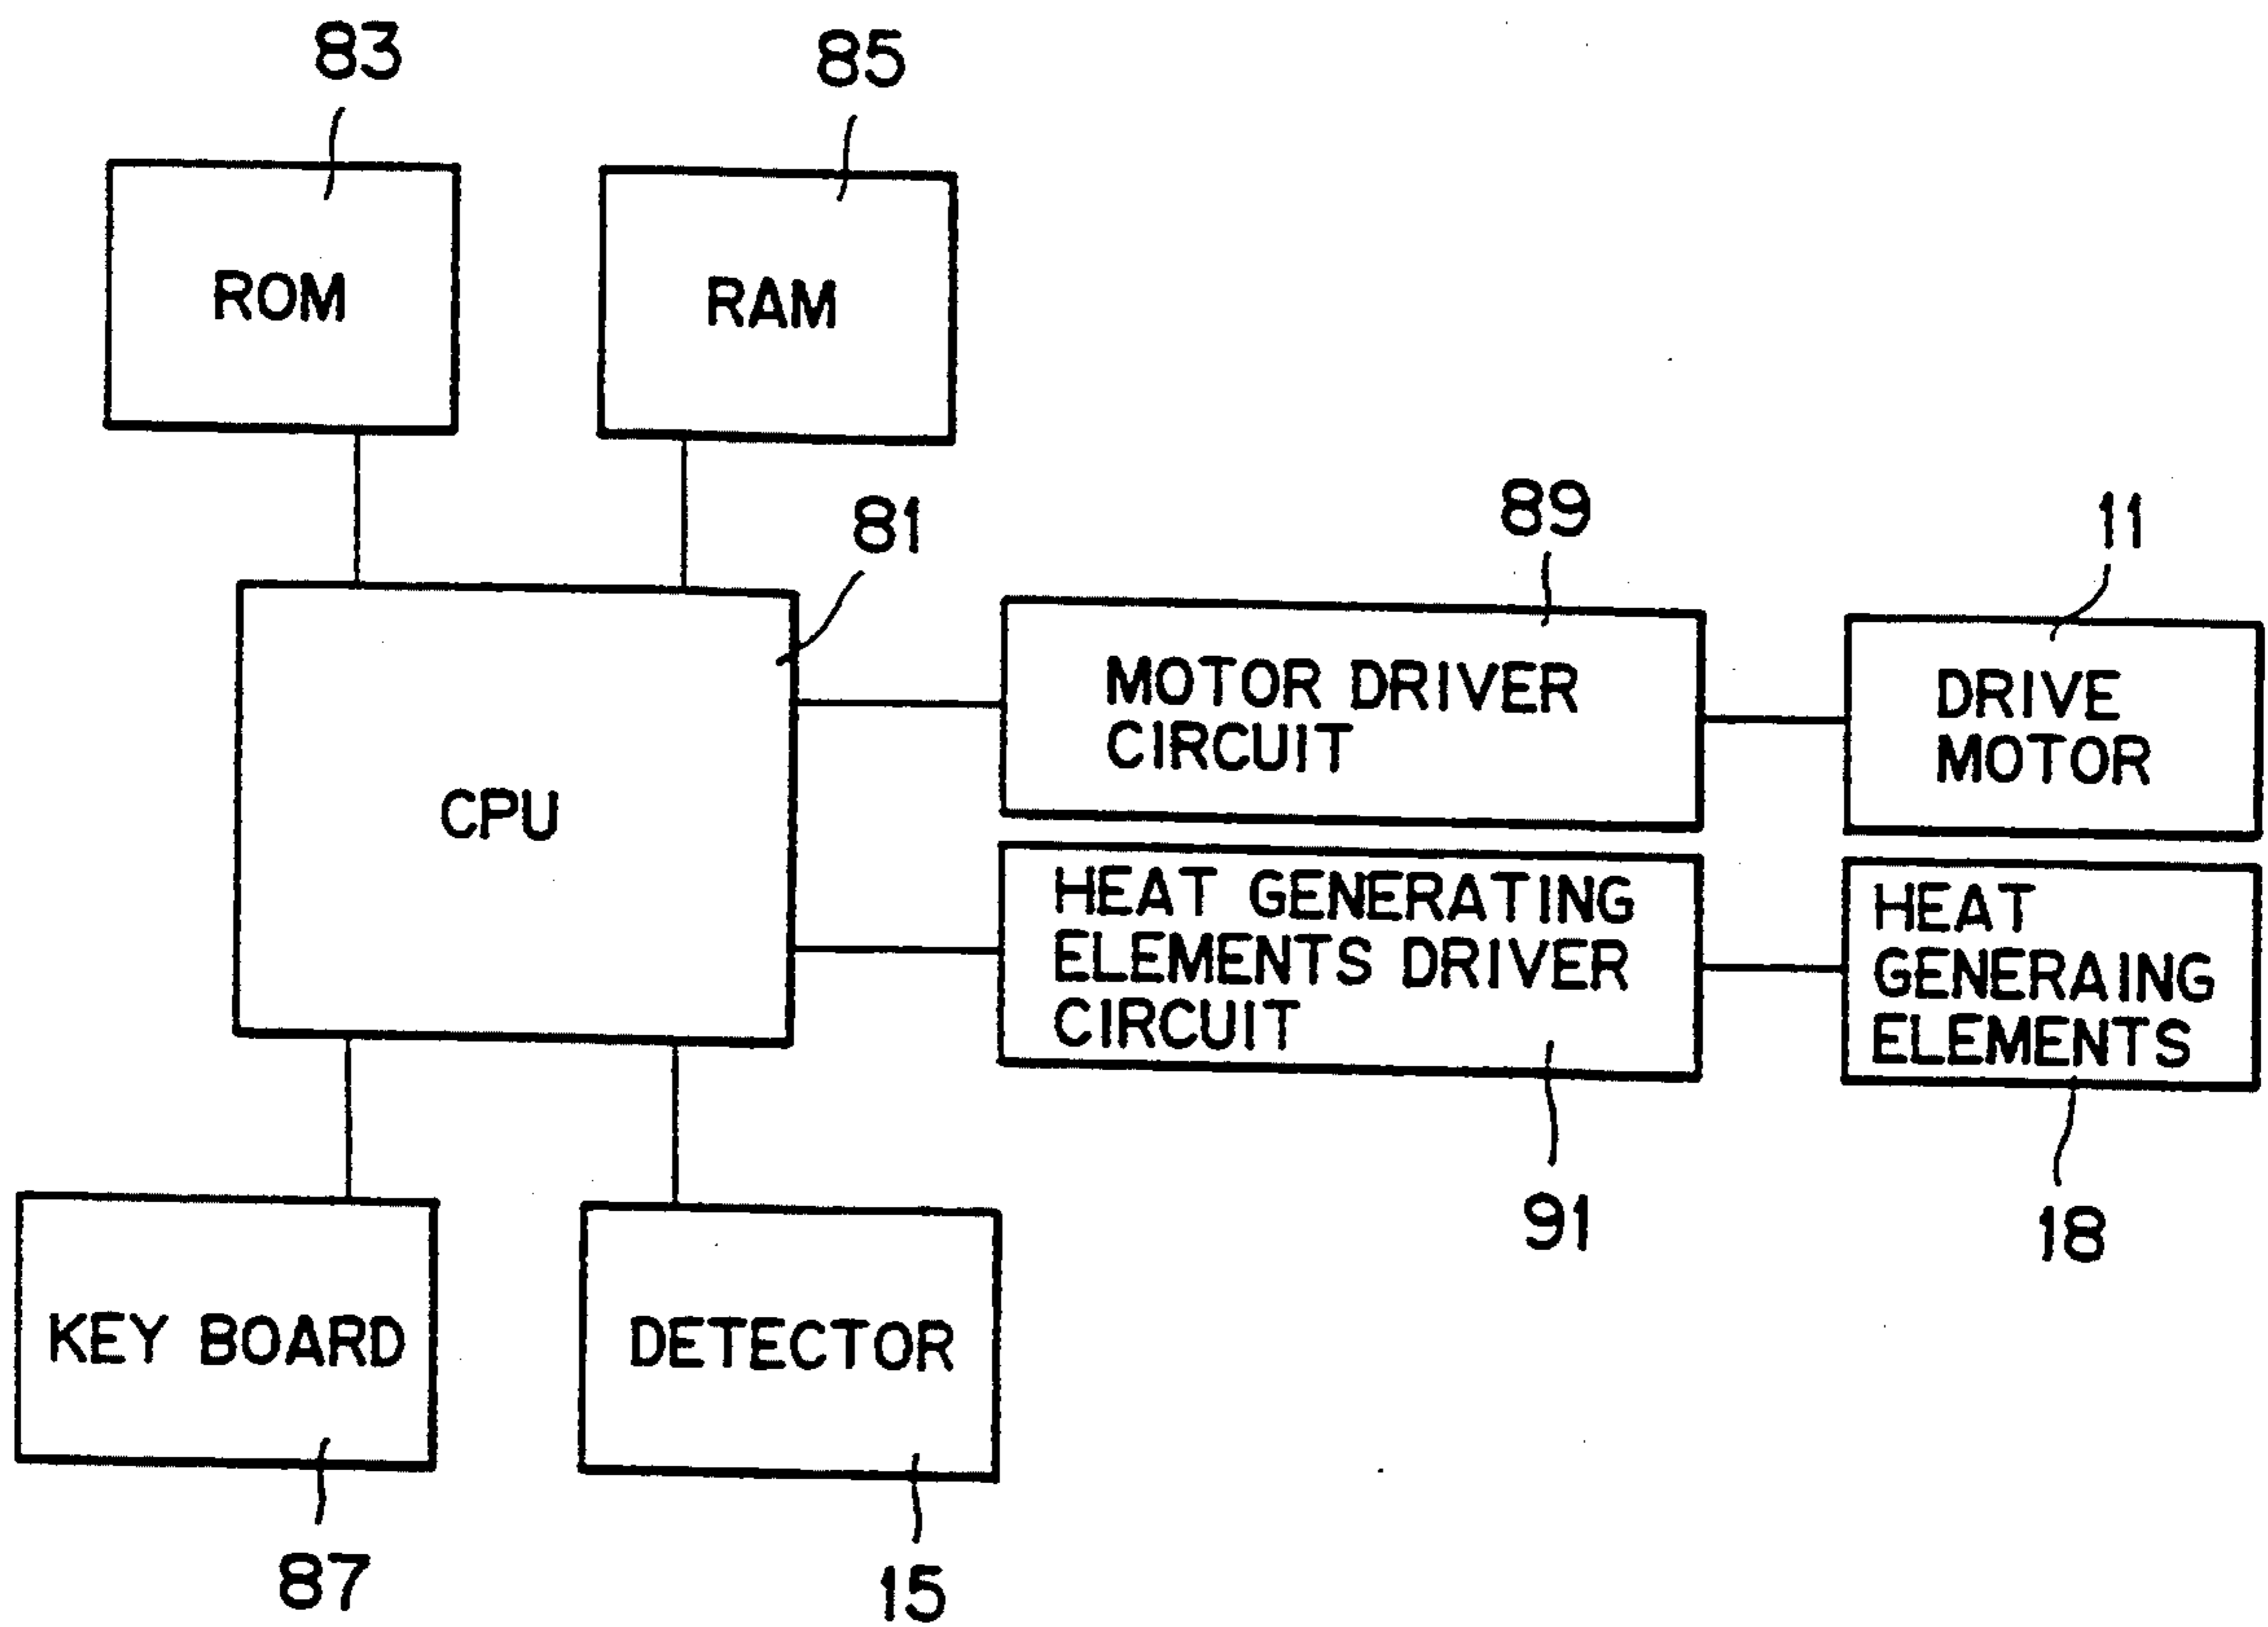 83
85
ROM
RAM
81
89
11
MOTOR DRIVER
CIRCUIT
DRIVE
MOTOR
CPU
HEAT GENERATING
ELEMENTS DRIVER
CIRCUIT
HEAT
GENERAING
ELEMENTS
91
18
KEY BOARD
DETECTOR
87
15